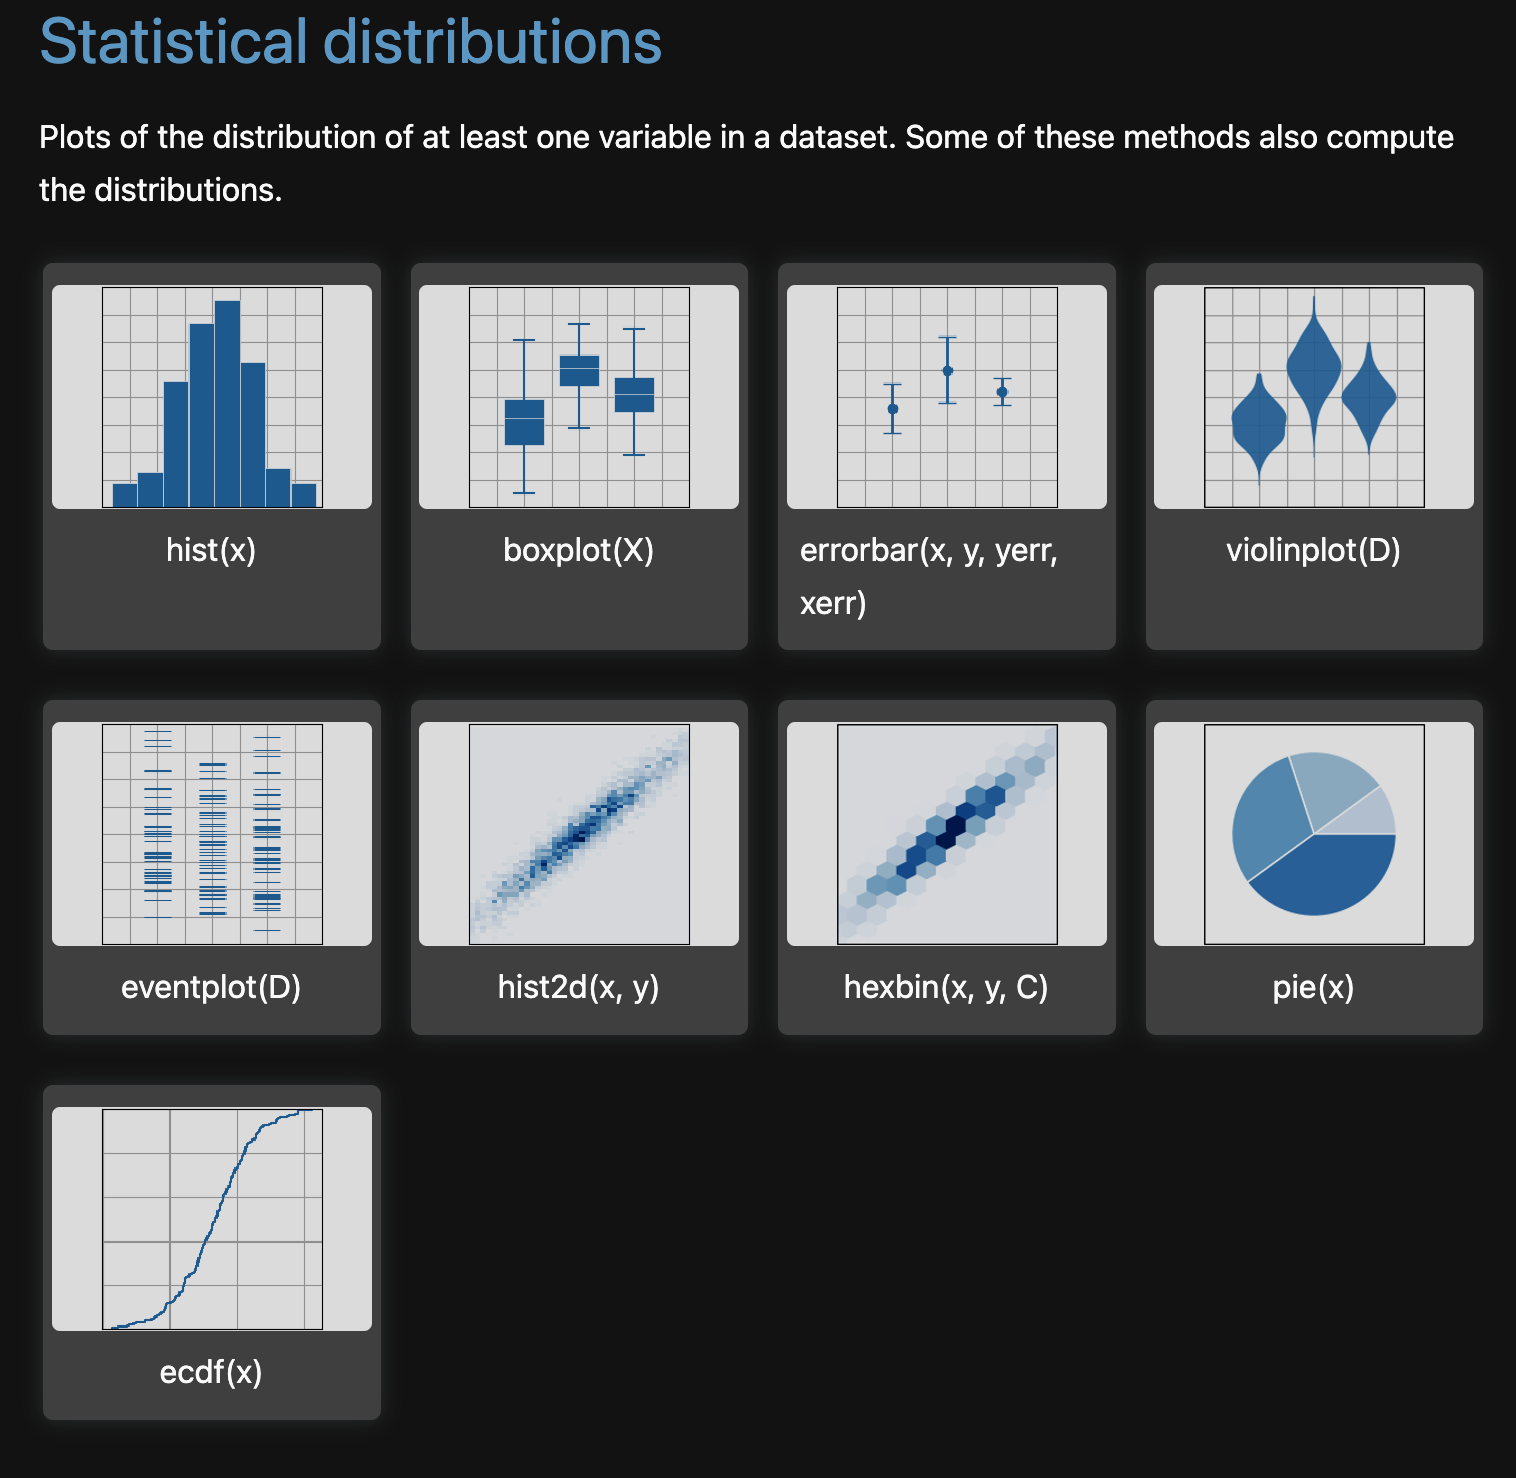 Statistical distributions
Plots of the distribution of at least one variable in a dataset. Some of these methods also compute
the distributions.
hist(x)
boxplot(X)
errorbar(x, y, yerr,
xerr)
violinplot(D)
eventplot(D)
hist2d(x, y)
hexbin(x, y, C)
pie(x)
ecdf(x)